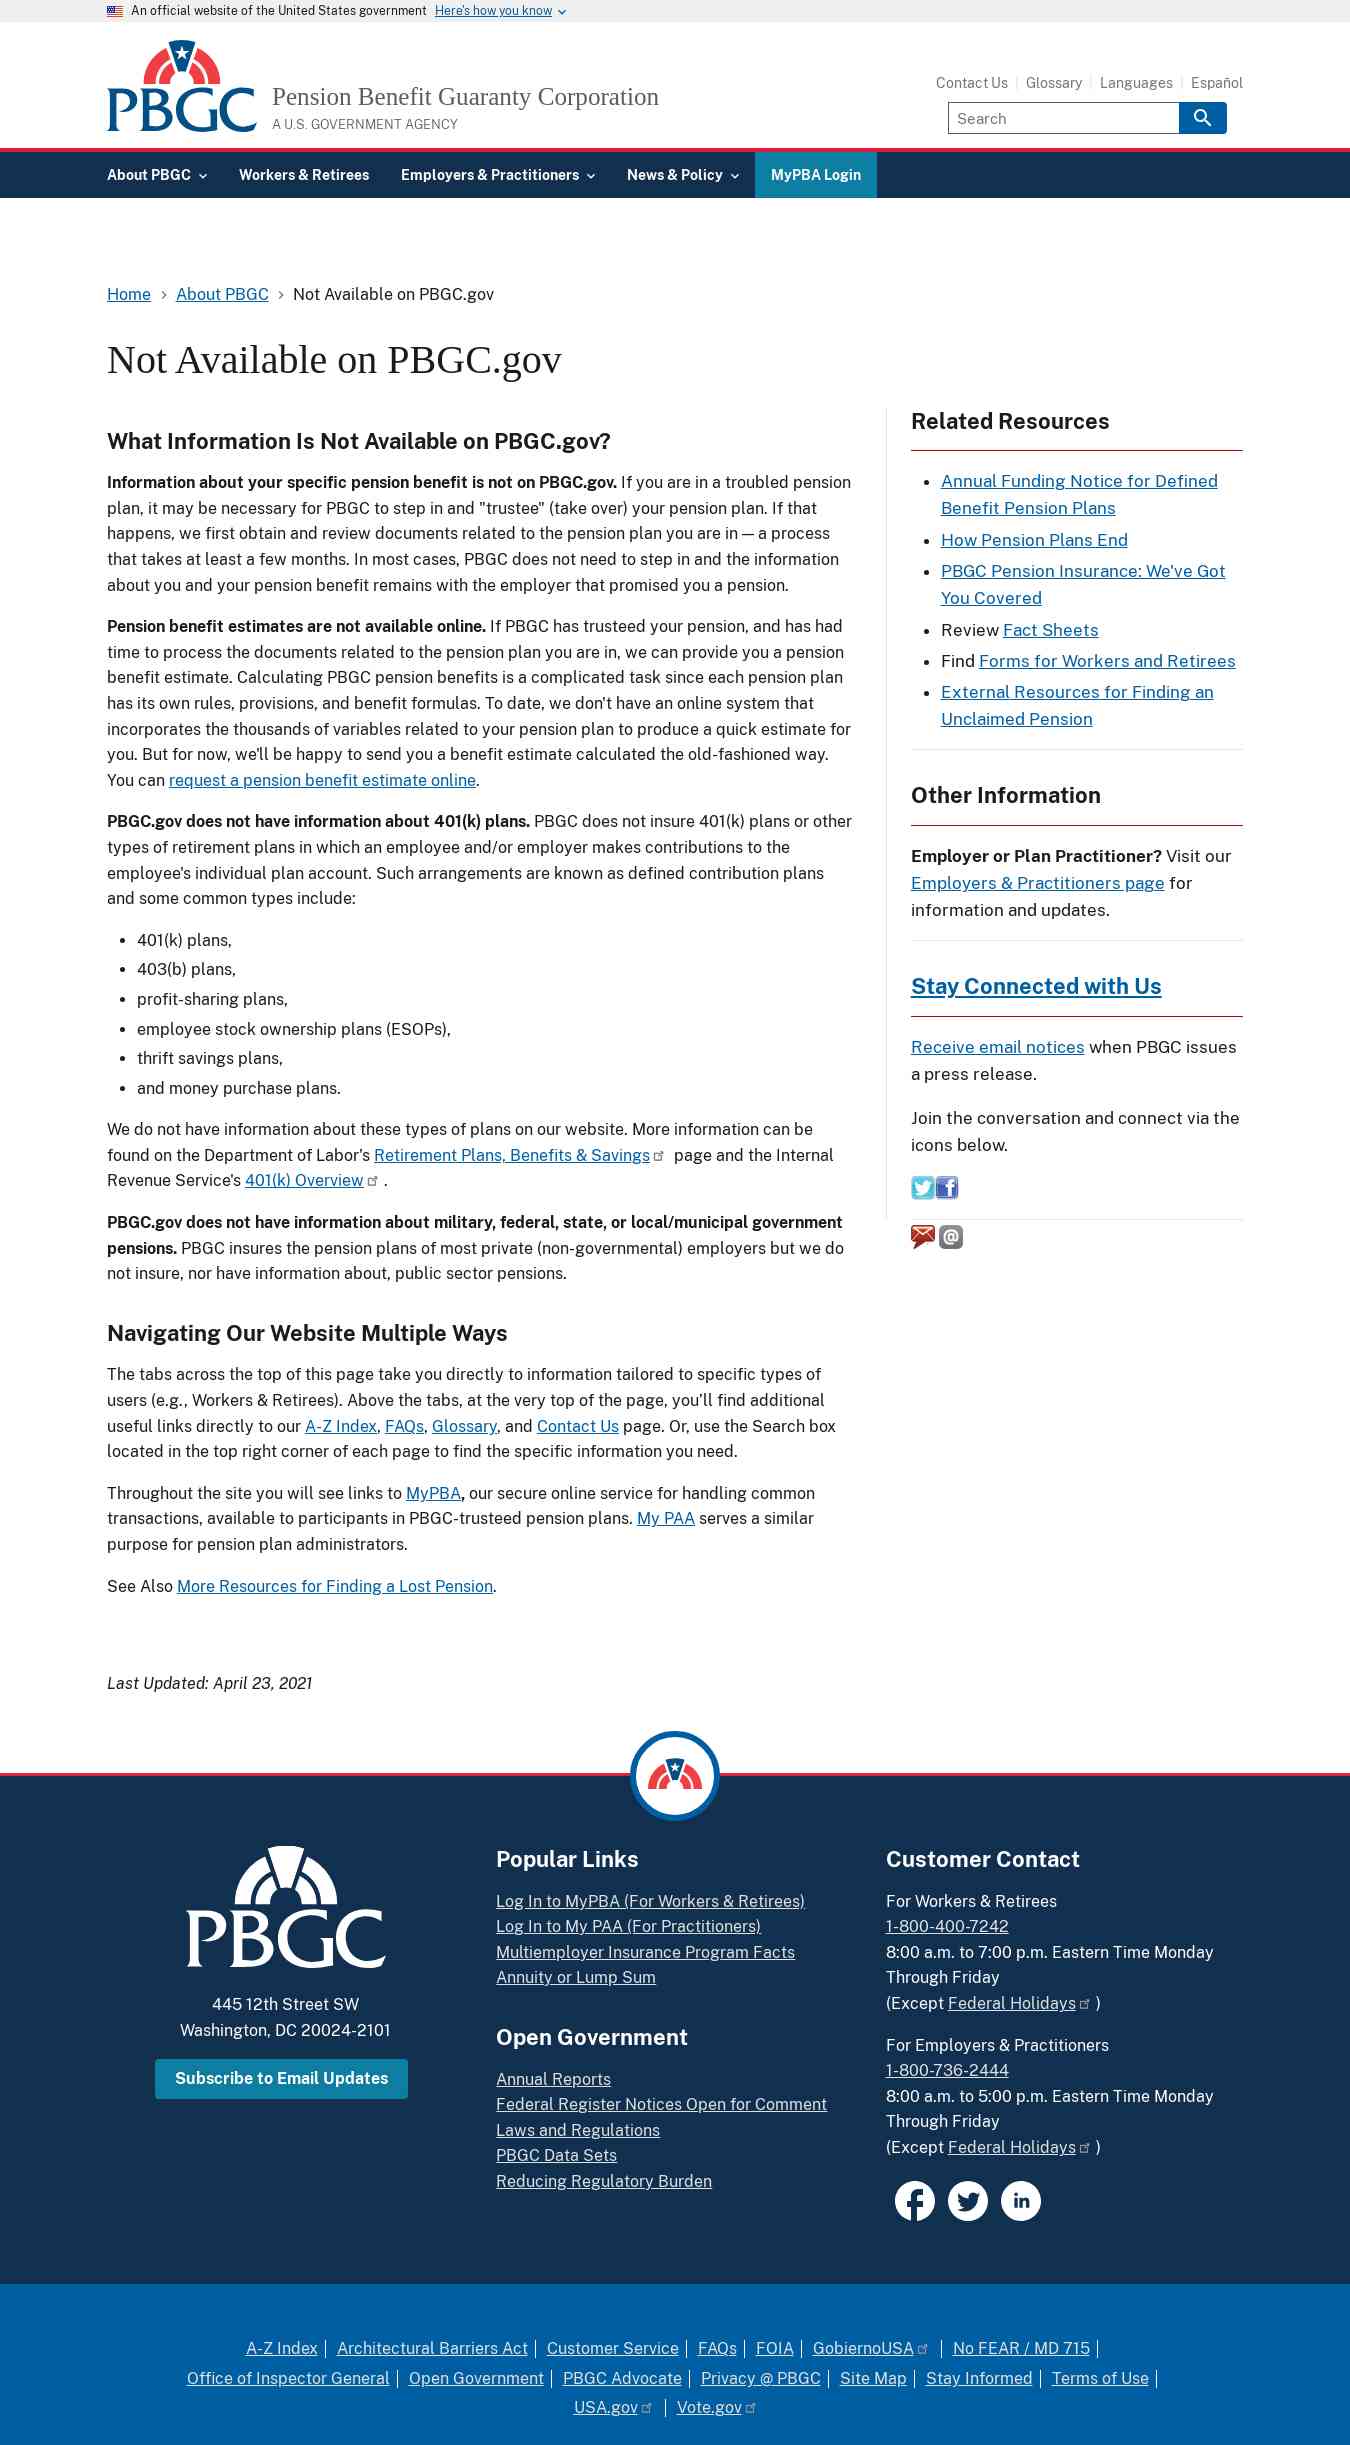 An official website of the United States government Here's how you know
PBGC
Pension Benefit Guaranty Corporation
A U.S. GOVERNMENT AGENCY
Contact Us Glossary Languages Español
Search
About PBGC Workers & Retirees Employers & Practitioners News & Policy MyPBA Login
Home About PBGC Not Available on PBGC.gov
Not Available on PBGC.gov
What Information Is Not Available on PBGC.gov?
Information about your specific pension benefit is not on PBGC.gov. If you are in a troubled pension
plan, it may be necessary for PBGC to step in and "trustee" (take over) your pension plan. If that
happens, we first obtain and review documents related to the pension plan you are in — a process
that takes at least a few months. In most cases, PBGC does not need to step in and the information
about you and your pension benefit remains with the employer that promised you a pension.
Pension benefit estimates are not available online. If PBGC has trusteed your pension, and has had
time to process the documents related to the pension plan you are in, we can provide you a pension
benefit estimate. Calculating PBGC pension benefits is a complicated task since each pension plan
has its own rules, provisions, and benefit formulas. To date, we don't have an online system that
incorporates the thousands of variables related to your pension plan to produce a quick estimate for
you. But for now, we'll be happy to send you a benefit estimate calculated the old-fashioned way.
You can request a pension benefit estimate online.
PBGC.gov does not have information about 401(k) plans. PBGC does not insure 401(k) plans or other
types of retirement plans in which an employee and/or employer makes contributions to the
employee's individual plan account. Such arrangements are known as defined contribution plans
and some common types include:
• 401(k) plans,
• 403(b) plans,
• profit-sharing plans,
• employee stock ownership plans (ESOPs),
• thrift savings plans,
• and money purchase plans.
We do not have information about these types of plans on our website. More information can be
found on the Department of Labor's Retirement Plans, Benefits & Savings page and the Internal
Revenue Service's 401(k) Overview .
PBGC.gov does not have information about military, federal, state, or local/municipal government
pensions. PBGC insures the pension plans of most private (non-governmental) employers but we do
not insure, nor have information about, public sector pensions.
Navigating Our Website Multiple Ways
The tabs across the top of this page take you directly to information tailored to specific types of
users (e.g., Workers & Retirees). Above the tabs, at the very top of the page, you'll find additional
useful links directly to our A-Z Index, FAQs, Glossary, and Contact Us page. Or, use the Search box
located in the top right corner of each page to find the specific information you need.
Throughout the site you will see links to MyPBA, our secure online service for handling common
transactions, available to participants in PBGC-trusteed pension plans. My PAA serves a similar
purpose for pension plan administrators.
See Also More Resources for Finding a Lost Pension.
Last Updated: April 23, 2021
Related Resources
• Annual Funding Notice for Defined
Benefit Pension Plans
• How Pension Plans End
• PBGC Pension Insurance: We've Got
You Covered
• Review Fact Sheets
• Find Forms for Workers and Retirees
• External Resources for Finding an
Unclaimed Pension
Other Information
Employer or Plan Practitioner? Visit our
Employers & Practitioners page for
information and updates.
Stay Connected with Us
Receive email notices when PBGC issues
a press release.
Join the conversation and connect via the
icons below.
PBGC
445 12th Street SW
Washington, DC 20024-2101
Subscribe to Email Updates
Popular Links
Log In to MyPBA (For Workers & Retirees)
Log In to My PAA (For Practitioners)
Multiemployer Insurance Program Facts
Annuity or Lump Sum
Open Government
Annual Reports
Federal Register Notices Open for Comment
Laws and Regulations
PBGC Data Sets
Reducing Regulatory Burden
Customer Contact
For Workers & Retirees
1-800-400-7242
8:00 a.m. to 7:00 p.m. Eastern Time Monday
Through Friday
(Except Federal Holidays )
For Employers & Practitioners
1-800-736-2444
8:00 a.m. to 5:00 p.m. Eastern Time Monday
Through Friday
(Except Federal Holidays )
A-Z Index Architectural Barriers Act Customer Service FAQs FOIA GobiernoUSA No FEAR / MD 715
Office of Inspector General Open Government PBGC Advocate Privacy @ PBGC Site Map Stay Informed Terms of Use
USA.gov Vote.gov